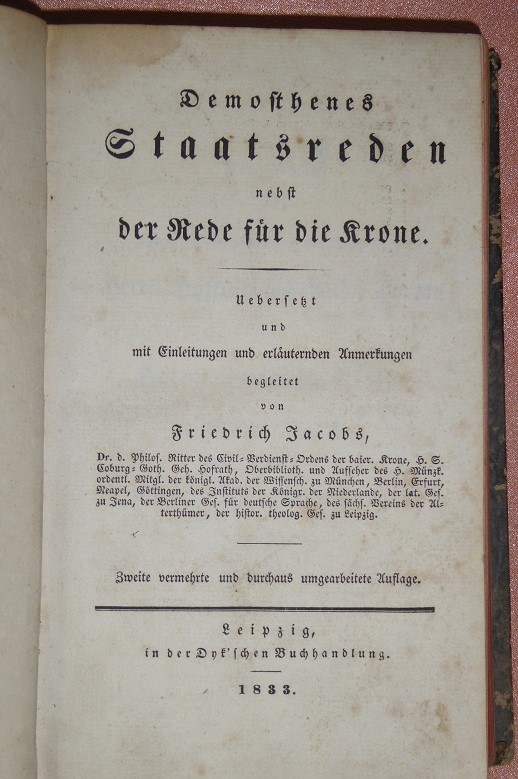 Demosthenes
Staatsreden
nebst
der Rede für die Krone.
Uebersetzt
und
mit Einleitungen und erläuternden Anmerkungen
begleitet
von
Friedrich Jacobs,
Dr. d. Philos. Ritter des Civil-Verdienst-Ordens der baier. Krone, H. S.
Coburg-Goth. Geh. Hofrath, Oberbiblioth. und Aufseher des H. Münzk.
ordentl. Mitgl. der königl. Akad. der Wissensch. zu München, Berlin, Erfurt,
Neapel, Göttingen, des Instituts der Königr. der Niederlande, der lat. Ges.
zu Jena, der Berliner Ges. für deutsche Sprache, des sächs. Vereins der Al-
terthümer, der histor. theolog. Ges. zu Leipzig.
Zweite vermehrte und durchaus umgearbeitete Auflage.
Leipzig,
in der Dyk'schen Buchhandlung.
1833.